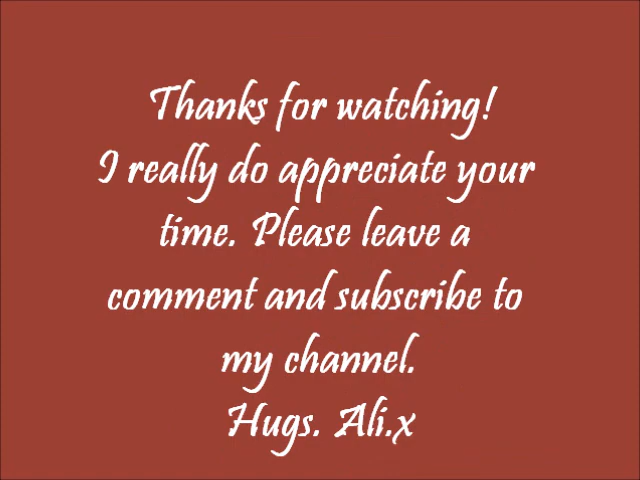 Thanks for watching!
I really do appreciate your
time. Please leave a
comment and subscribe to
my channel.
Hugs. Ali.x